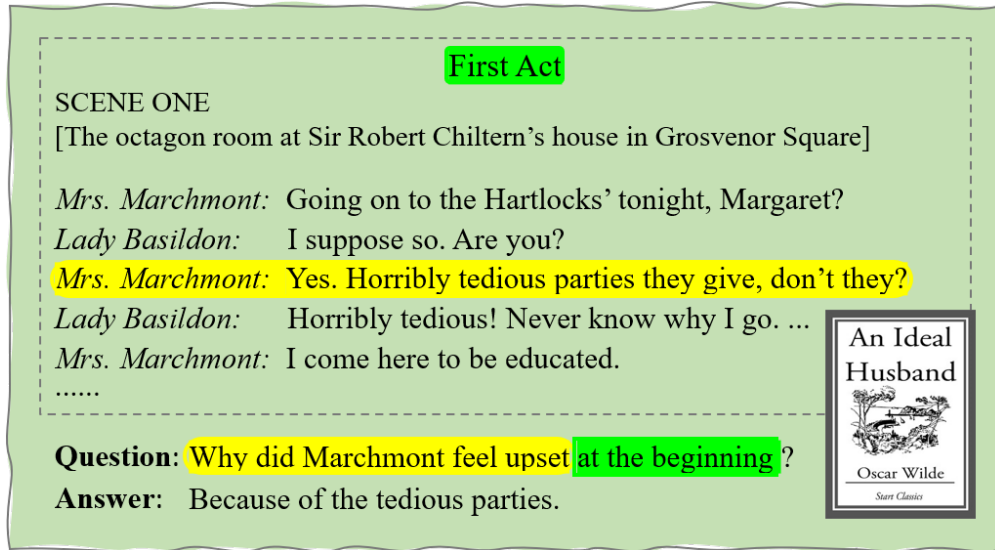 First Act
SCENE ONE
[The octagon room at Sir Robert Chiltern’s house in Grosvenor Square]
Mrs. Marchmont: Going on to the Hartlocks’ tonight, Margaret?
Lady Basildon: I suppose so. Are you?
Mrs. Marchmont: Yes. Horribly tedious parties they give, don’t they?
Lady Basildon: Horribly tedious! Never know why I go. ...
Mrs. Marchmont: I come here to be educated.
......
An Ideal
Husband
Oscar Wilde
Start Classics
Question: Why did Marchmont feel upset at the beginning ?
Answer: Because of the tedious parties.